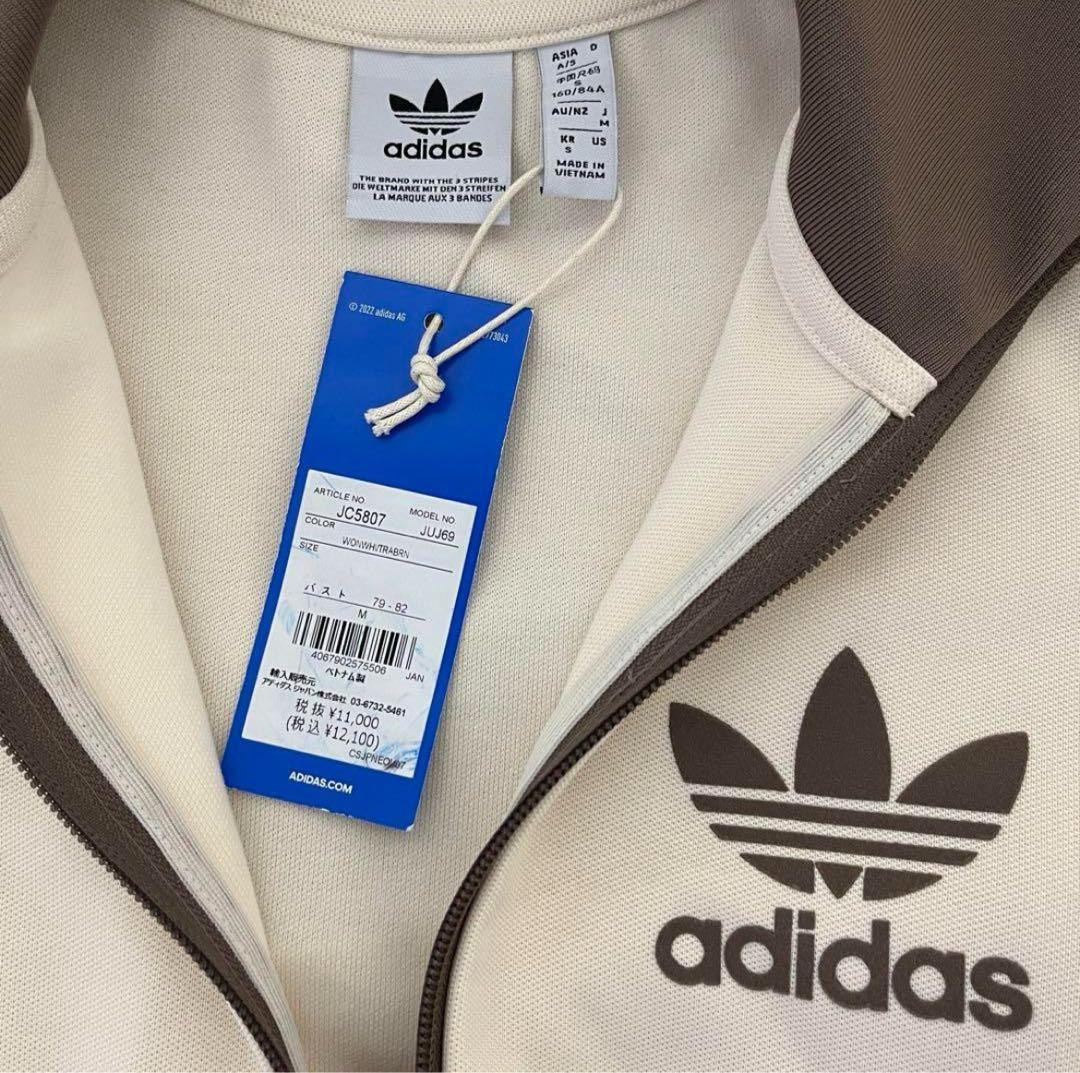 adidas
THE BRAND WITH THE 3 STRIPES
DIE WELTMARKE MIT DEN 3 STREIFEN
LA MARQUE AUX 3 BANDES
ASIA D
A/S
中国尺码
S
160/84A
AU/NZ J
M
KR US
S
MADE IN
VIETNAM
© 2022 adidas AG
ARTICLE NO. MODEL NO
JC5807 JUJ69
COLOR
WONWHI/TRABRN
SIZE
バスト 79-82
M
4067902575506 JAN
ベトナム製
輸入販売元
アディダス ジャパン株式会社 03-6732-5461
税抜¥11,000
(税込¥12,100)
ADIDAS.COM
adidas